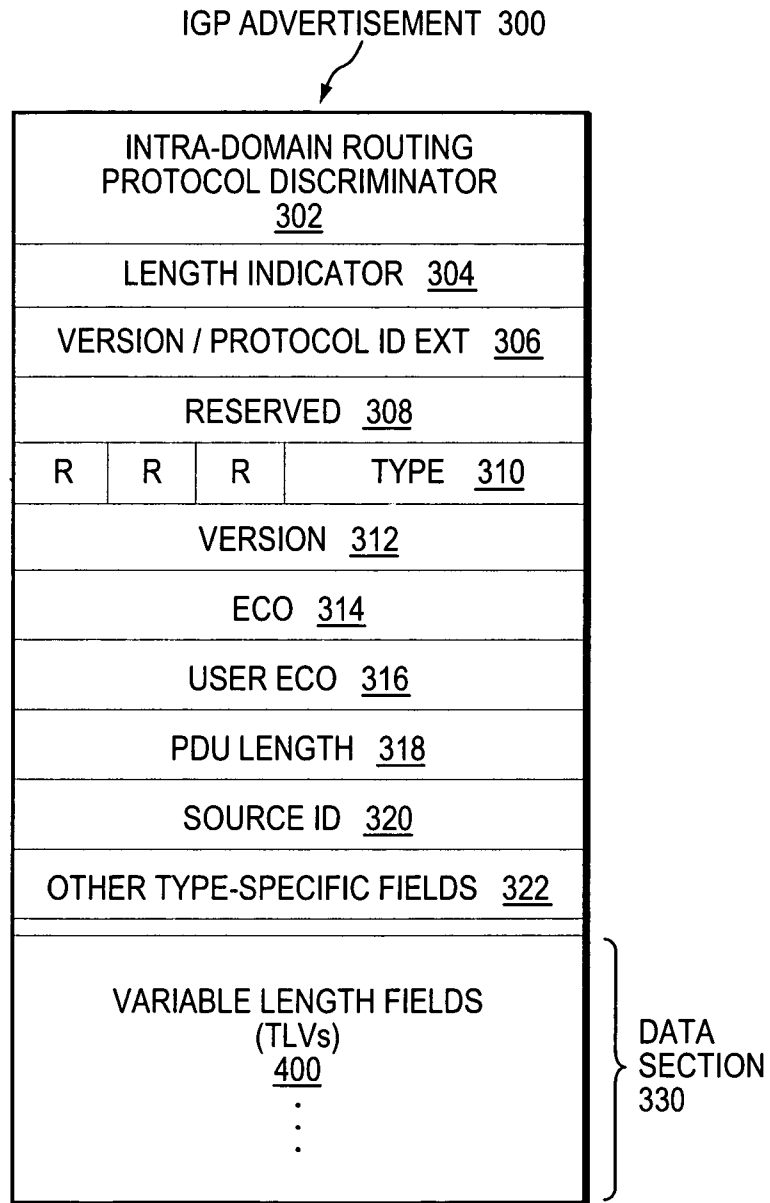 IGP ADVERTISEMENT 300
INTRA-DOMAIN ROUTING
PROTOCOL DISCRIMINATOR
302
LENGTH INDICATOR 304
VERSION / PROTOCOL ID EXT 306
RESERVED 308
R R R TYPE 310
VERSION 312
ECO 314
USER ECO 316
PDU LENGTH 318
SOURCE ID 320
OTHER TYPE-SPECIFIC FIELDS 322
VARIABLE LENGTH FIELDS
(TLVs)
400
DATA
SECTION
330